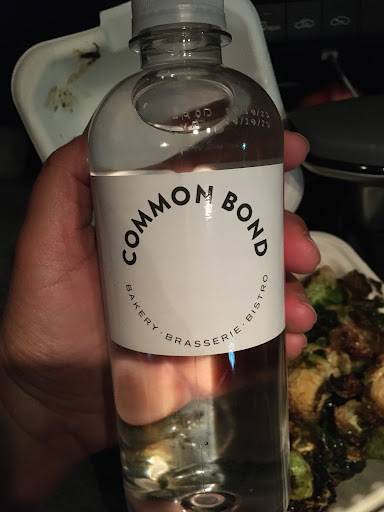 COMMON BOND
BAKERY · BRASSERIE · BISTRO